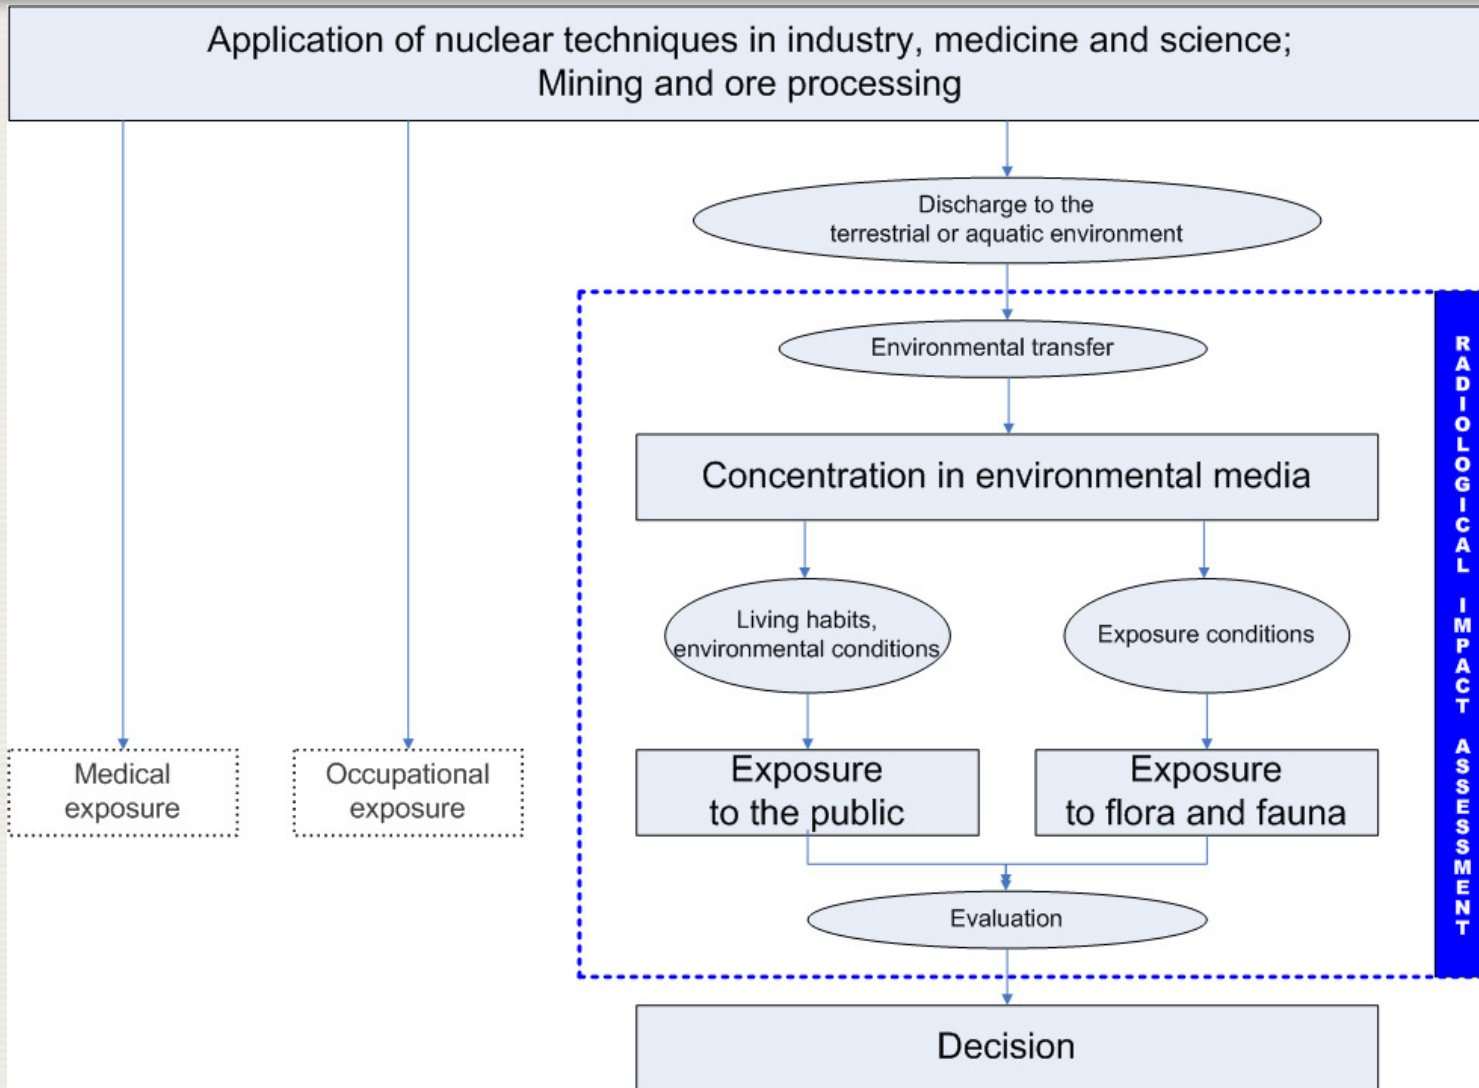 Application of nuclear techniques in industry, medicine and science;
Mining and ore processing
Discharge to the
terrestrial or aquatic environment
Environmental transfer
Concentration in environmental media
Living habits,
environmental conditions
Exposure conditions
Medical
exposure
Occupational
exposure
Exposure
to the public
Exposure
to flora and fauna
Evaluation
Decision
RADIOLOGICAL IMPACT ASSESSMENT